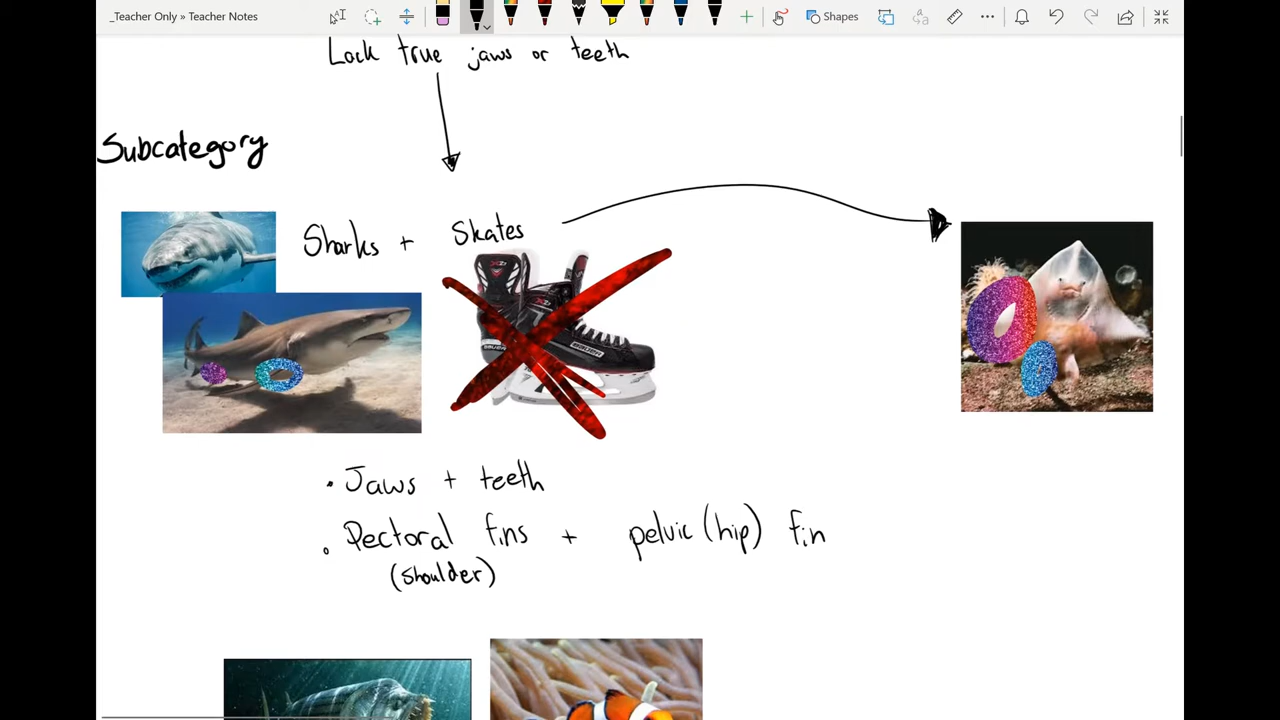 _Teacher Only » Teacher Notes
Shapes
Lack true jaws or teeth
Subcategory
Sharks + Skates
• Jaws + teeth
• Pectoral fins + pelvic (hip) fin
(shoulder)